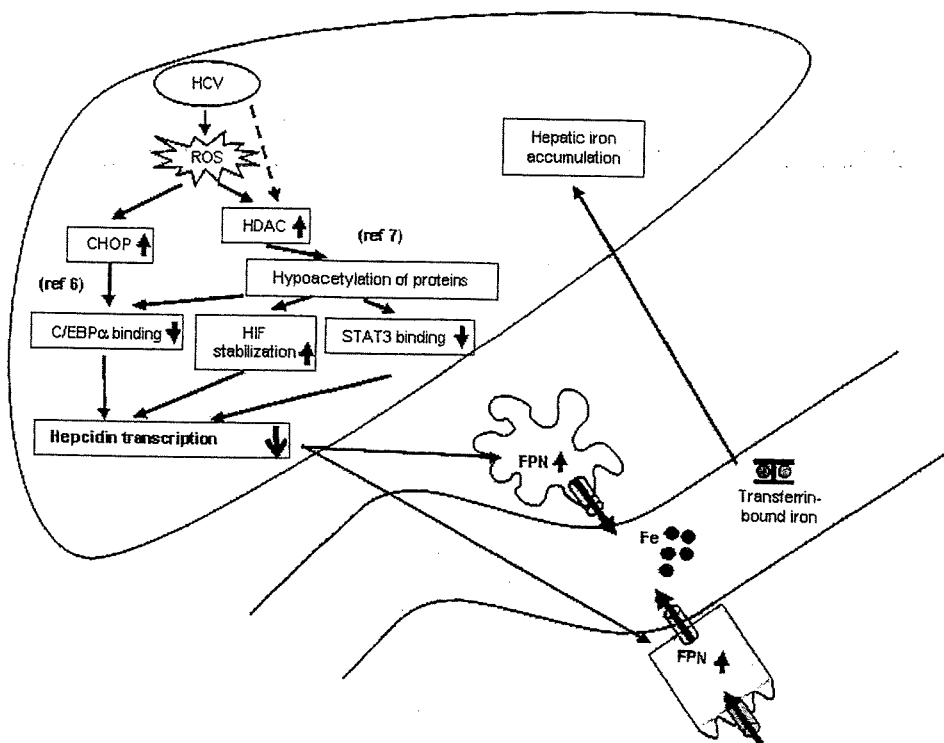 HCV
ROS
Hepatic iron
accumulation
HDAC
(ref 7)
CHOP
(ref 6)
Hypoacetylation of proteins
C/EBPα binding
HIF
stabilization
STAT3 binding
Hepcidin transcription
FPN
Transferrin-
bound iron
Fe
FPN